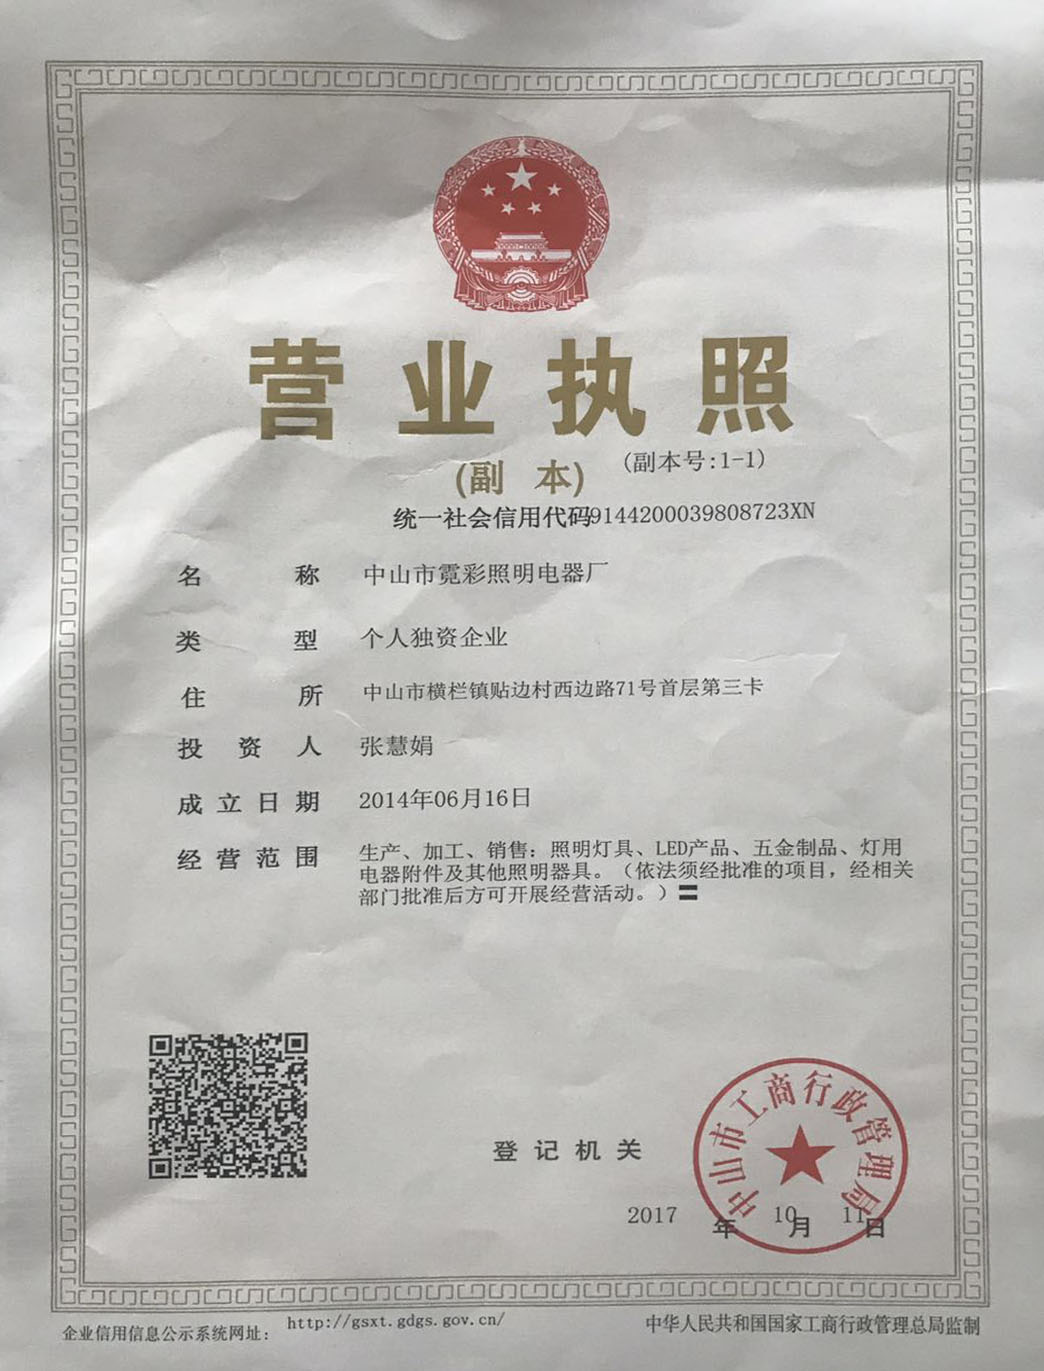 营业执照
(副 本) (副本号:1-1)
统一社会信用代码9144200039808723XN
名 称 中山市霓彩照明电器厂
类 型 个人独资企业
住 所 中山市横栏镇贴边村西边路71号首层第三卡
投 资 人 张慧娟
成 立 日 期 2014年06月16日
经 营 范 围 生产、加工、销售：照明灯具、LED产品、五金制品、灯用
电器附件及其他照明器具。（依法须经批准的项目，经相关
部门批准后方可开展经营活动。）〓
中山市工商行政管理局
登 记 机 关
2017 年 10 月 11 日
企业信用信息公示系统网址： http://gsxt.gdgs.gov.cn/ 中华人民共和国国家工商行政管理总局监制